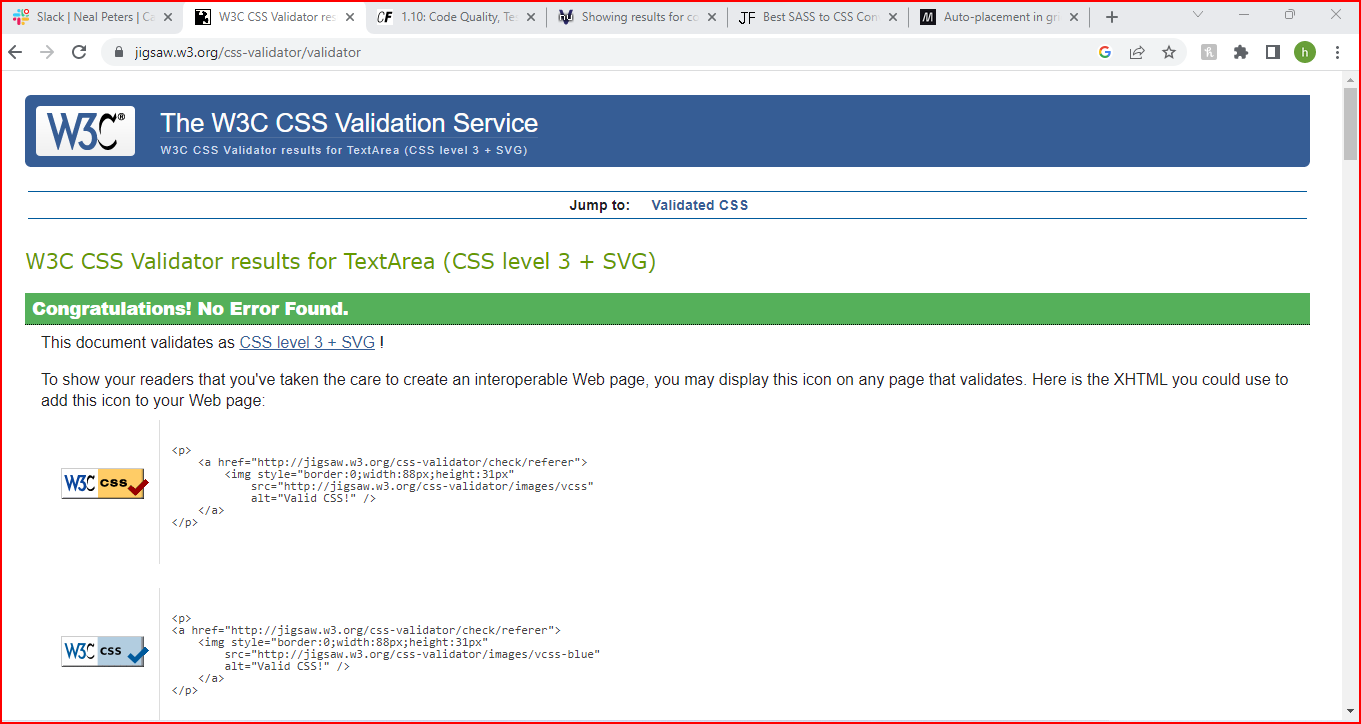 Slack | Neal Peters | Ca
W3C CSS Validator res
CF 1.10: Code Quality, Te
Showing results for co
JF Best SASS to CSS Com
M Auto-placement in gri
jigsaw.w3.org/css-validator/validator
h
W3C®
The W3C CSS Validation Service
W3C CSS Validator results for TextArea (CSS level 3 + SVG)
Jump to: Validated CSS
W3C CSS Validator results for TextArea (CSS level 3 + SVG)
Congratulations! No Error Found.
This document validates as CSS level 3 + SVG !
To show your readers that you've taken the care to create an interoperable Web page, you may display this icon on any page that validates. Here is the XHTML you could use to
add this icon to your Web page:
W3C CSS
<p>
    <a href="http://jigsaw.w3.org/css-validator/check/referer">
        <img style="border:0;width:88px;height:31px"
            src="http://jigsaw.w3.org/css-validator/images/vcss"
            alt="Valid CSS!" />
    </a>
</p>
W3C CSS
<p>
<a href="http://jigsaw.w3.org/css-validator/check/referer">
    <img style="border:0;width:88px;height:31px"
        src="http://jigsaw.w3.org/css-validator/images/vcss-blue"
        alt="Valid CSS!" />
    </a>
</p>